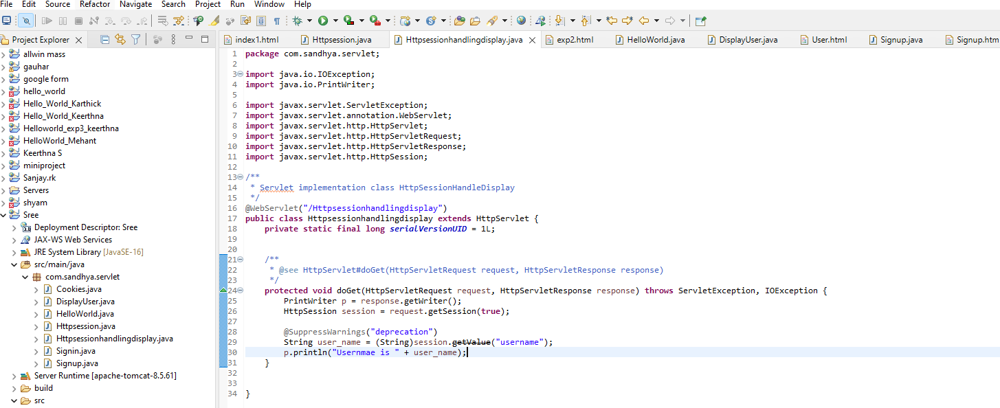 File Edit Source Refactor Navigate Search Project Run Window Help
Project Explorer
index1.html Httpsession.java Httpsessionhandlingdisplay.java exp2.html HelloWorld.java DisplayUser.java User.html Signup.java Signup.htm
allwin mass
gauhar
google form
hello_world
Hello_World_Karthick
Hello_World_Keerthna
Helloworld_exp3_keerthna
HelloWorld_Mehant
Keerthna S
miniproject
Sanjay.rk
Servers
shyam
Sree
Deployment Descriptor: Sree
JAX-WS Web Services
JRE System Library [JavaSE-16]
src/main/java
com.sandhya.servlet
Cookies.java
DisplayUser.java
HelloWorld.java
Httpsession.java
Httpsessionhandlingdisplay.java
Signin.java
Signup.java
Server Runtime [apache-tomcat-8.5.61]
build
src
1 package com.sandhya.servlet;
2
3 import java.io.IOException;
4 import java.io.PrintWriter;
5
6 import javax.servlet.ServletException;
7 import javax.servlet.annotation.WebServlet;
8 import javax.servlet.http.HttpServlet;
9 import javax.servlet.http.HttpServletRequest;
10 import javax.servlet.http.HttpServletResponse;
11 import javax.servlet.http.HttpSession;
12
13 /**
14 * Servlet implementation class HttpSessionHandleDisplay
15 */
16 @WebServlet("/Httpsessionhandlingdisplay")
17 public class Httpsessionhandlingdisplay extends HttpServlet {
18 private static final long serialVersionUID = 1L;
19
20
21 /**
22 * @see HttpServlet#doGet(HttpServletRequest request, HttpServletResponse response)
23 */
24 protected void doGet(HttpServletRequest request, HttpServletResponse response) throws ServletException, IOException {
25 PrintWriter p = response.getWriter();
26 HttpSession session = request.getSession(true);
27
28 @SuppressWarnings("deprecation")
29 String user_name = (String)session.getValue("username");
30 p.println("Usernmae is " + user_name);
31 }
32
33
34 }